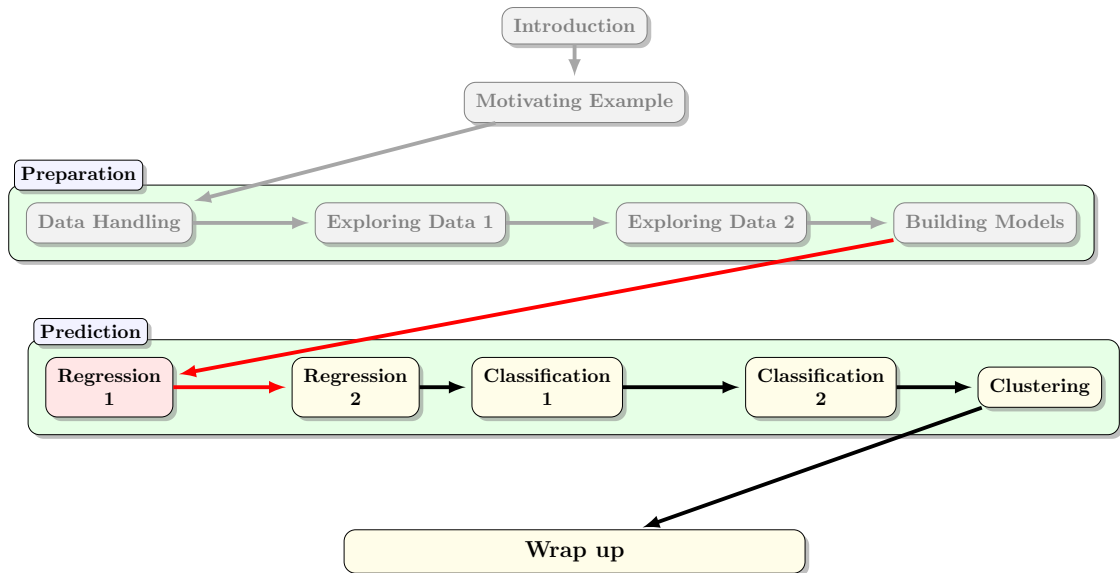 Introduction
Motivating Example
Preparation
Data Handling
Exploring Data 1
Exploring Data 2
Building Models
Prediction
Regression
1
Regression
2
Classification
1
Classification
2
Clustering
Wrap up